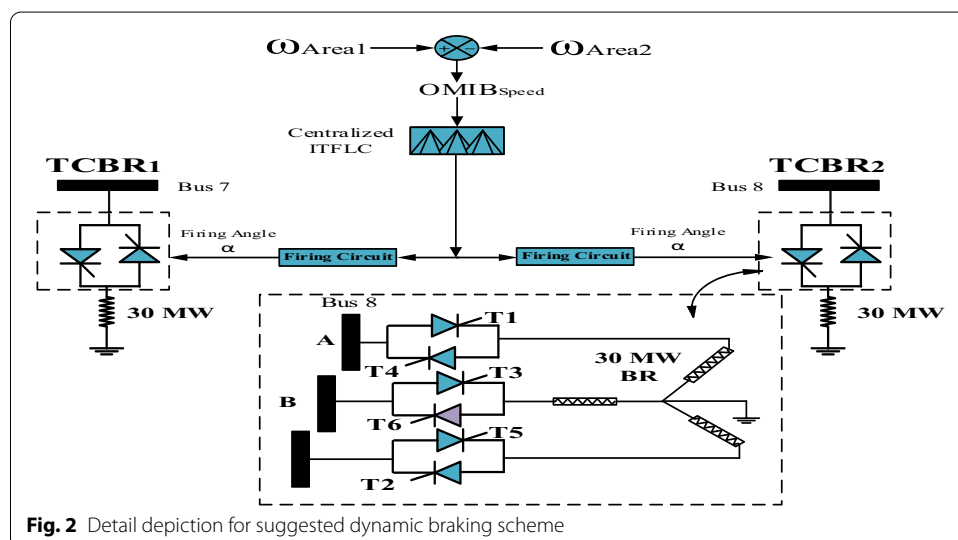 ωArea1
+ −
ωArea2
OMIBSpeed
Centralized
ITFLC
TCBR1
TCBR2
Bus 7
Bus 8
Firing Angle
α
Firing Circuit
Firing Circuit
Firing Angle
α
30 MW
30 MW
Bus 8
A
T1
T4
T3
30 MW
BR
B
T6
T5
T2
Fig. 2 Detail depiction for suggested dynamic braking scheme